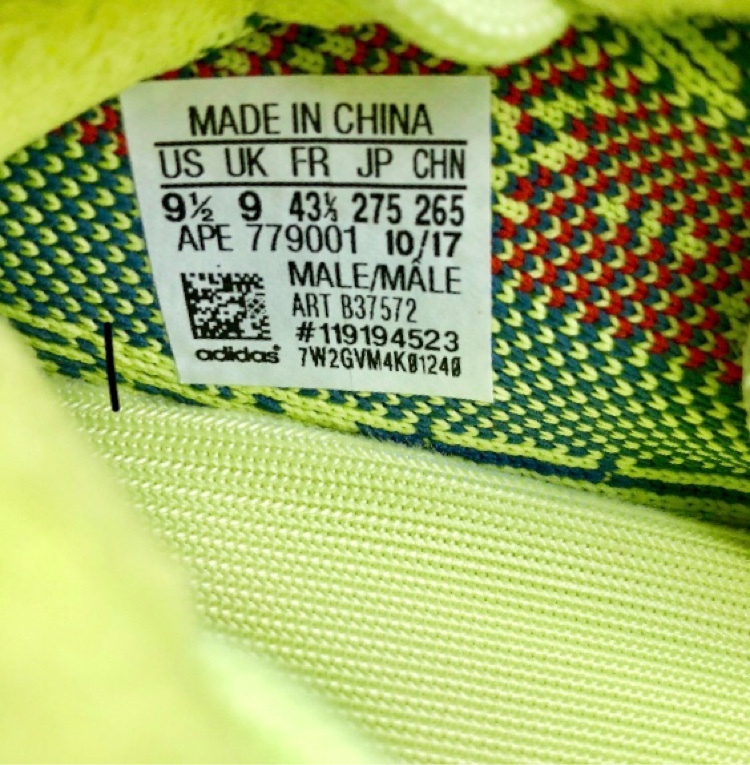 MADE IN CHINA
US UK FR JP CHN
9½ 9 43⅓ 275 265
APE 779001 10/17
MALE/MÂLE
ART B37572
#119194523
adidas® 7W2GVM4K01240